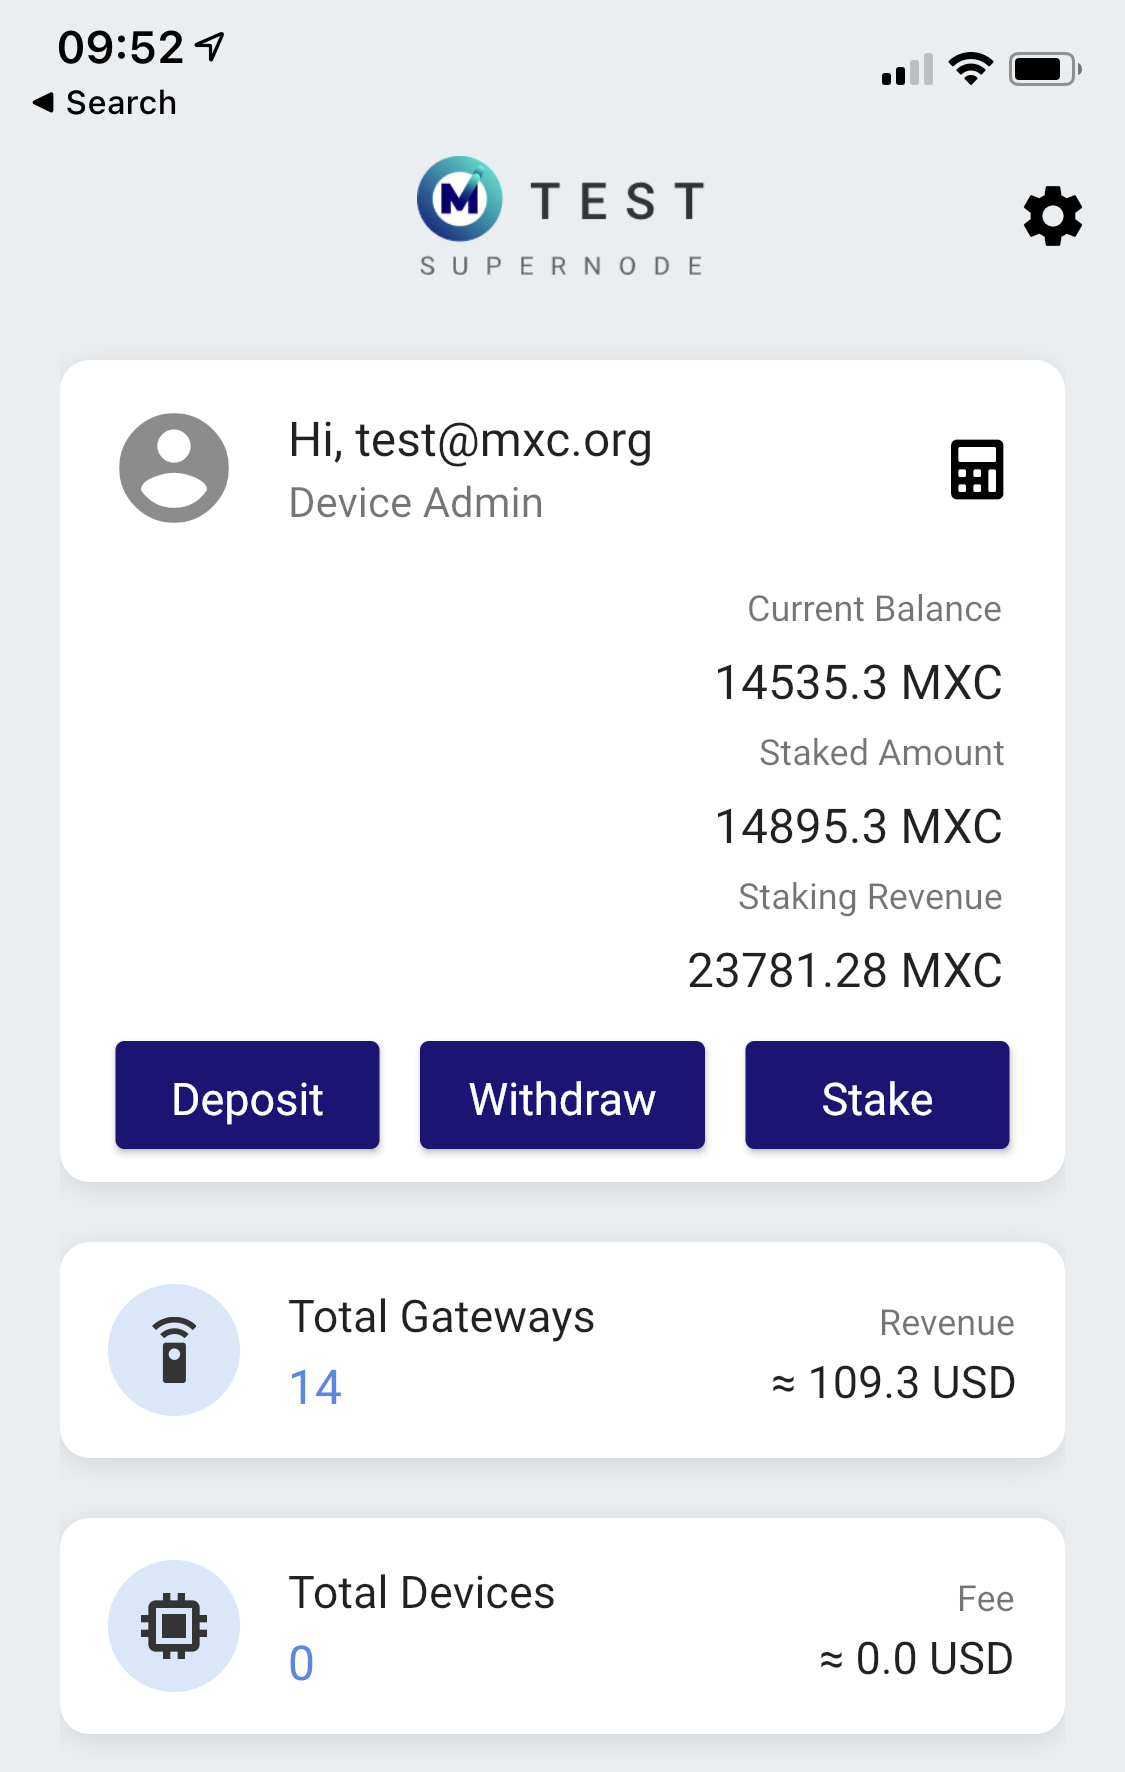 09:52
◀ Search
M TEST
SUPERNODE
Hi, test@mxc.org
Device Admin
Current Balance
14535.3 MXC
Staked Amount
14895.3 MXC
Staking Revenue
23781.28 MXC
Deposit
Withdraw
Stake
Total Gateways
14
Revenue
≈ 109.3 USD
Total Devices
0
Fee
≈ 0.0 USD